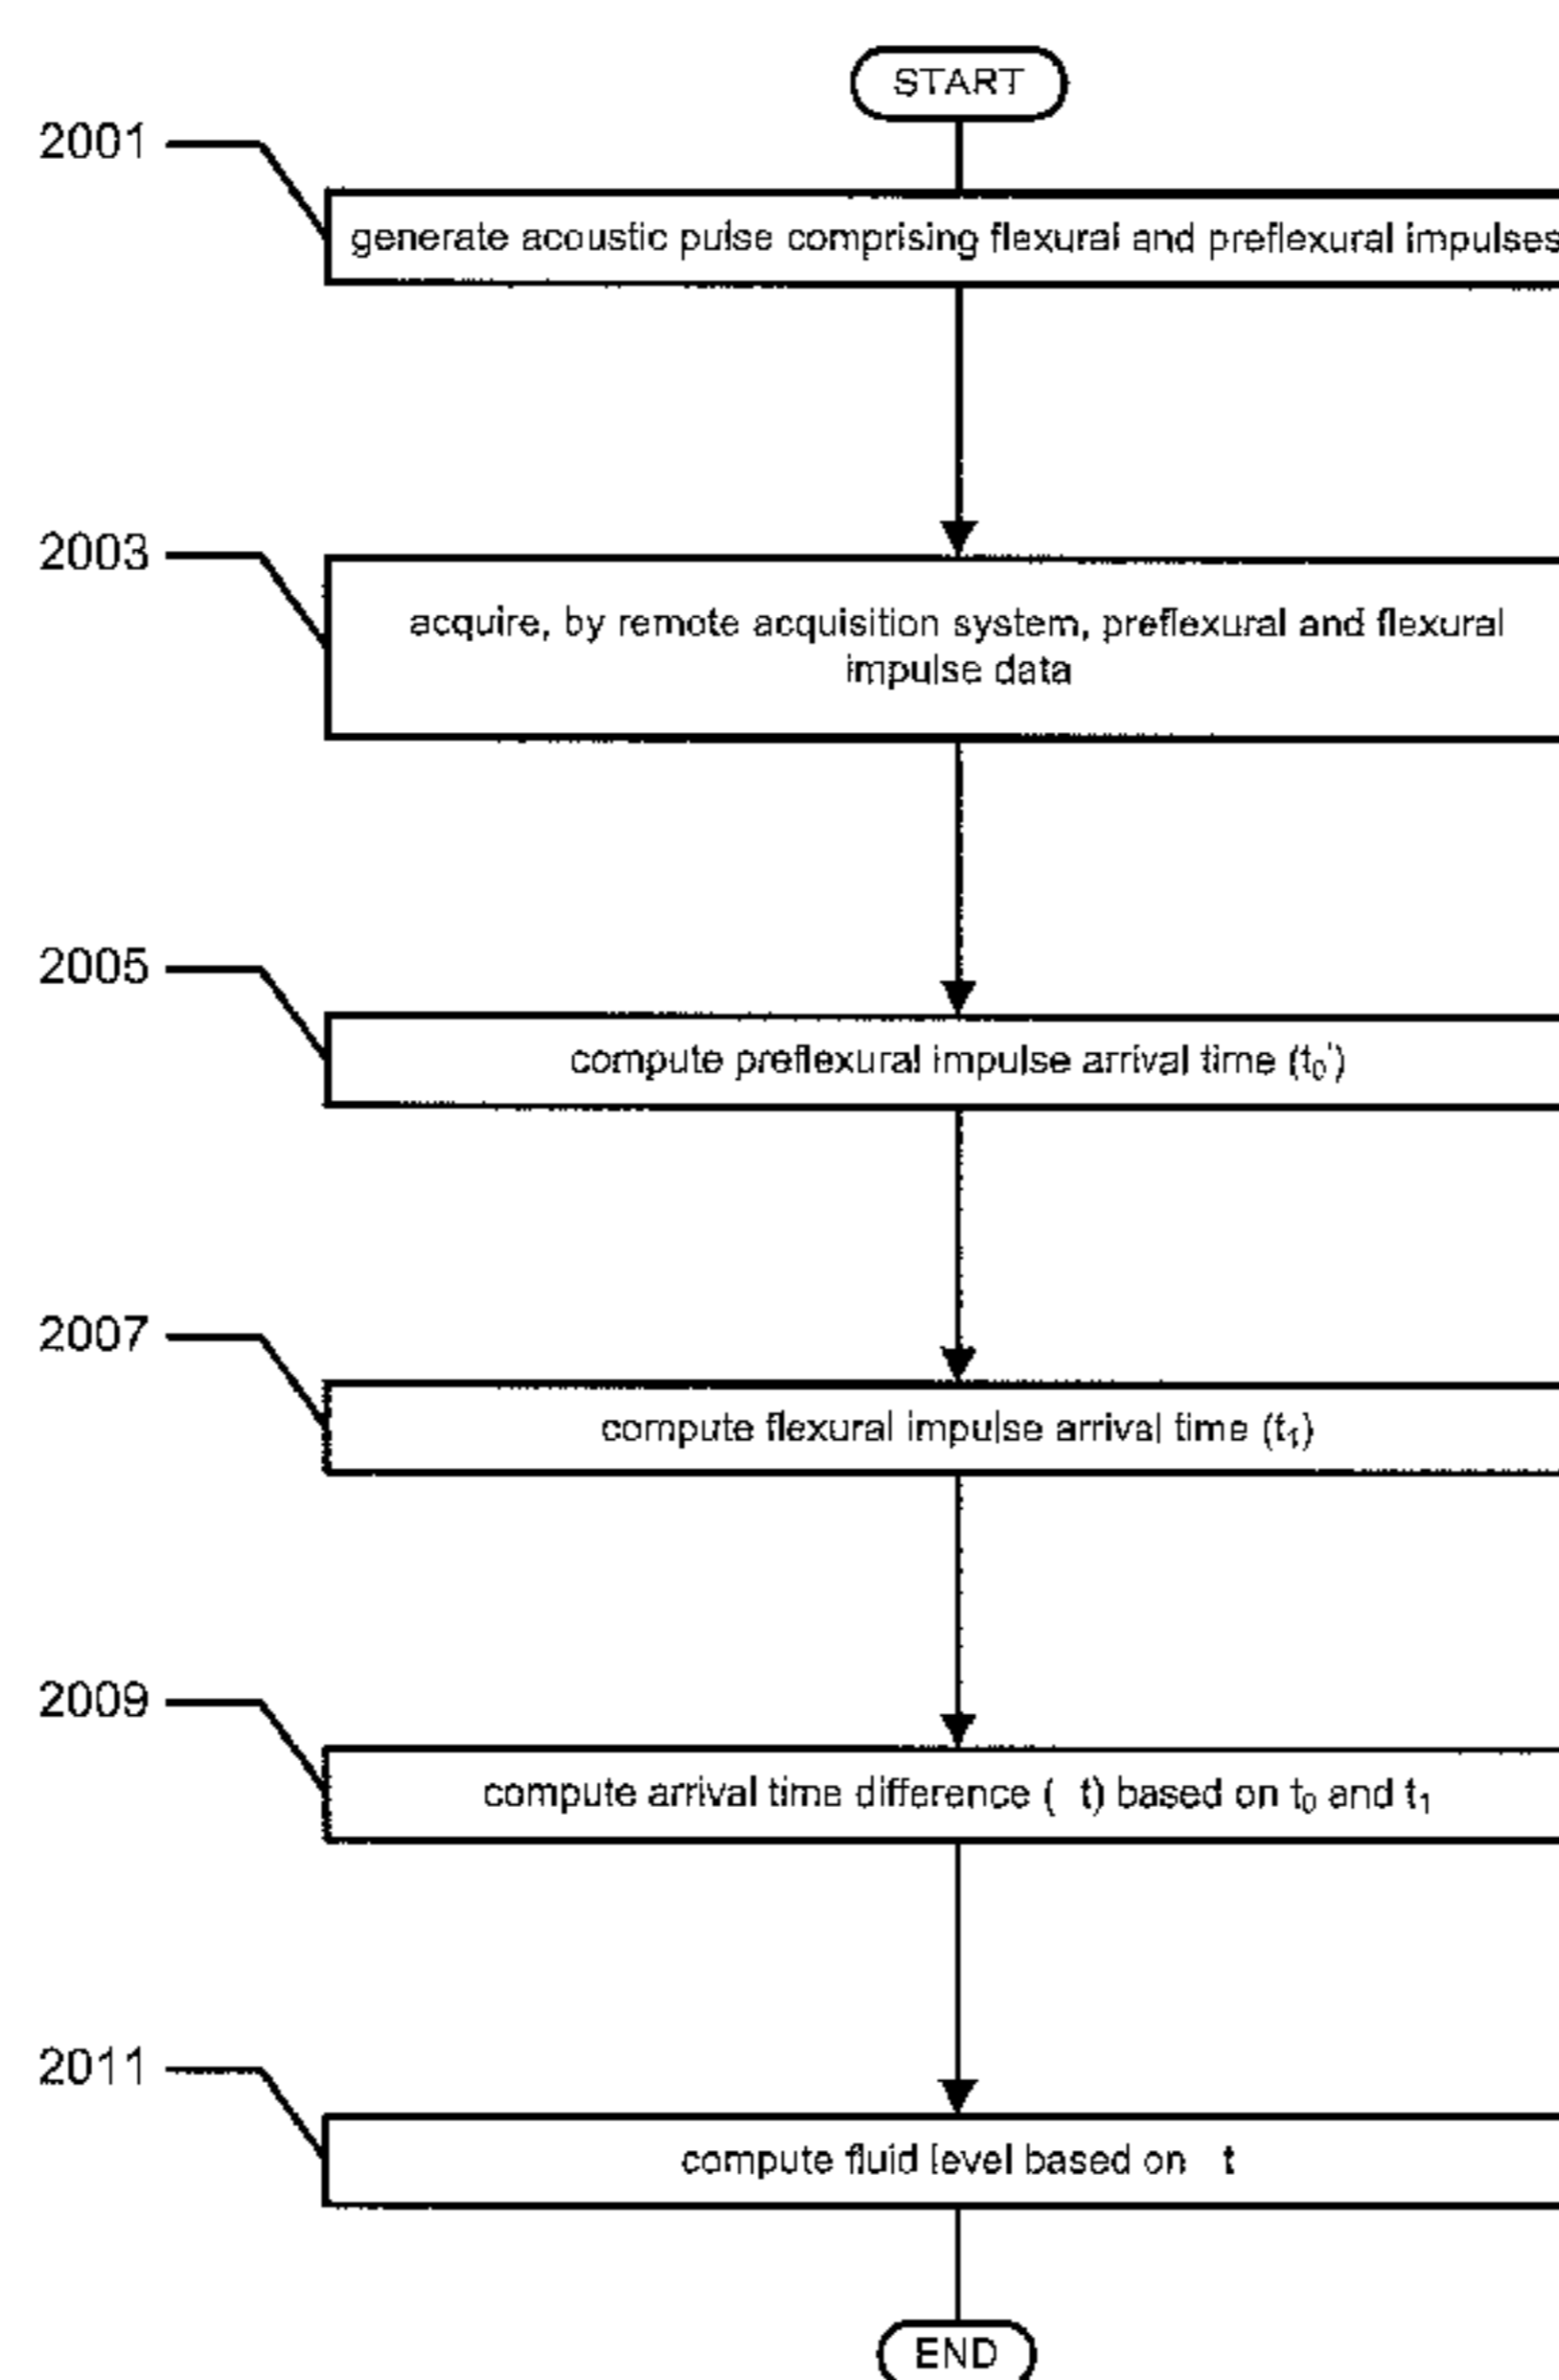 START
2001
generate acoustic pulse comprising flexural and preflexural impulses
2003
acquire, by remote acquisition system, preflexural and flexural
impulse data
2005
compute preflexural impulse arrival time (t₀')
2007
compute flexural impulse arrival time (t₁)
2009
compute arrival time difference ( t) based on t₀ and t₁
2011
compute fluid level based on t
END